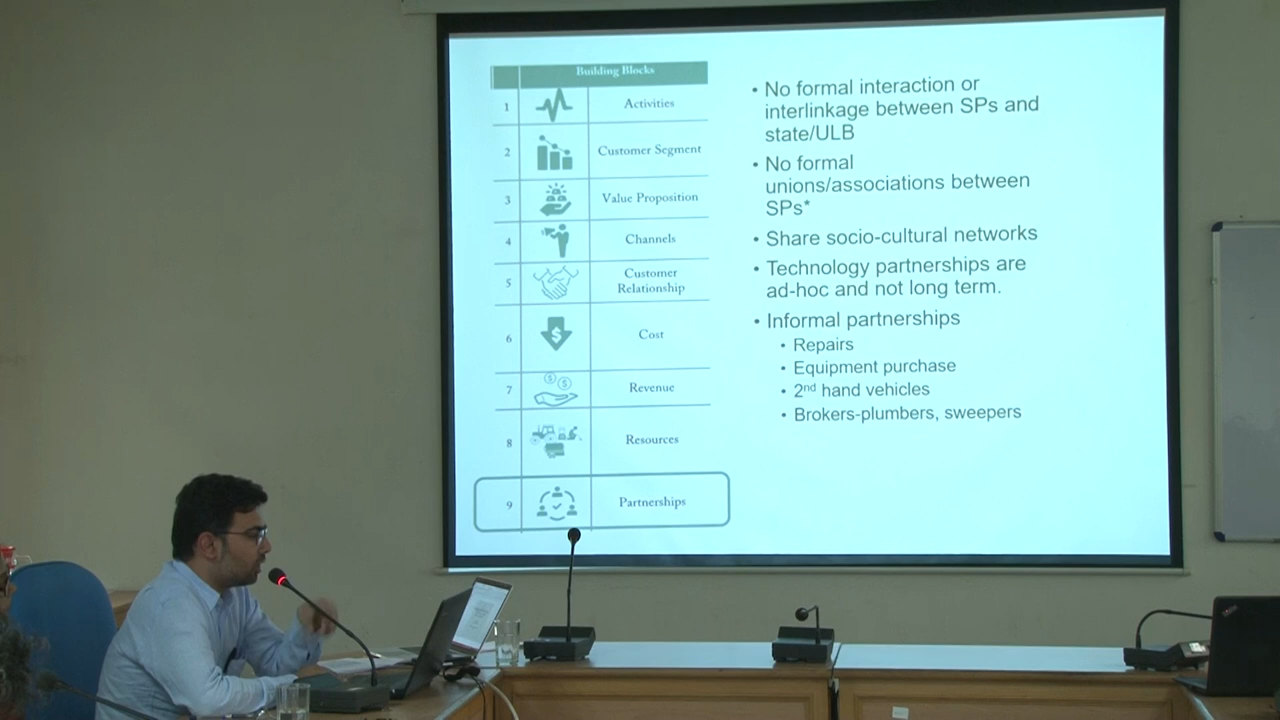 Building Blocks
1 Activities
2 Customer Segment
3 Value Proposition
4 Channels
5 Customer
Relationship
6 Cost
7 Revenue
8 Resources
9 Partnerships
• No formal interaction or
interlinkage between SPs and
state/ULB
• No formal
unions/associations between
SPs*
• Share socio-cultural networks
• Technology partnerships are
ad-hoc and not long term.
• Informal partnerships
• Repairs
• Equipment purchase
• 2nd hand vehicles
• Brokers-plumbers, sweepers